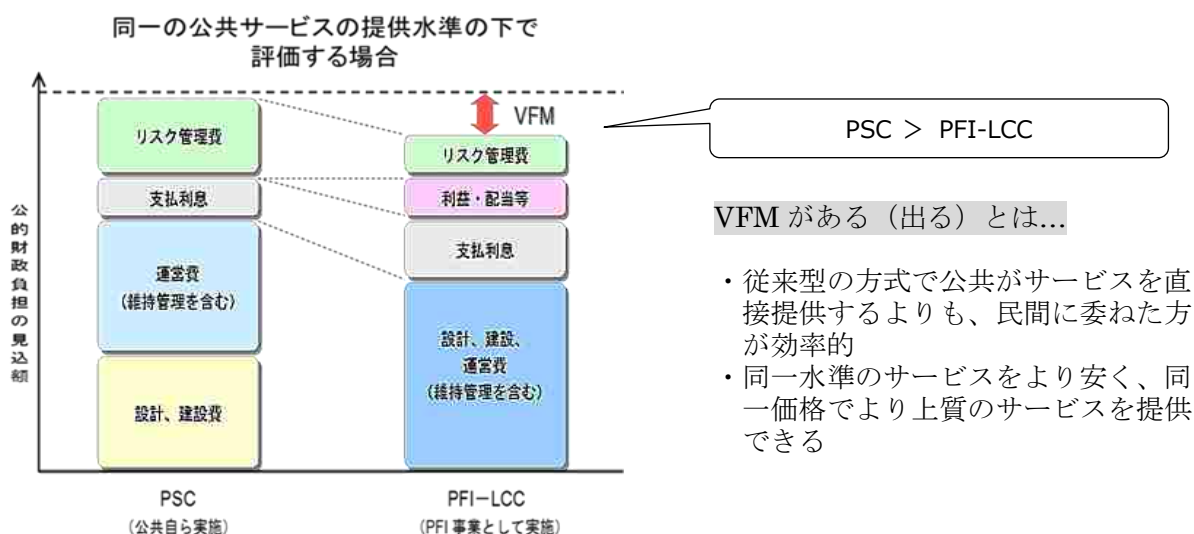 同一の公共サービスの提供水準の下で
評価する場合
公的財政負担の見込額
リスク管理費
支払利息
運営費
(維持管理を含む)
設計、建設費
PSC
(公共自ら実施)
VFM
リスク管理費
利益・配当等
支払利息
設計、建設、
運営費
(維持管理を含む)
PFI-LCC
(PFI 事業として実施)
PSC > PFI-LCC
VFM がある（出る）とは…
・従来型の方式で公共がサービスを直
接提供するよりも、民間に委ねた方
が効率的
・同一水準のサービスをより安く、同
一価格でより上質のサービスを提供
できる